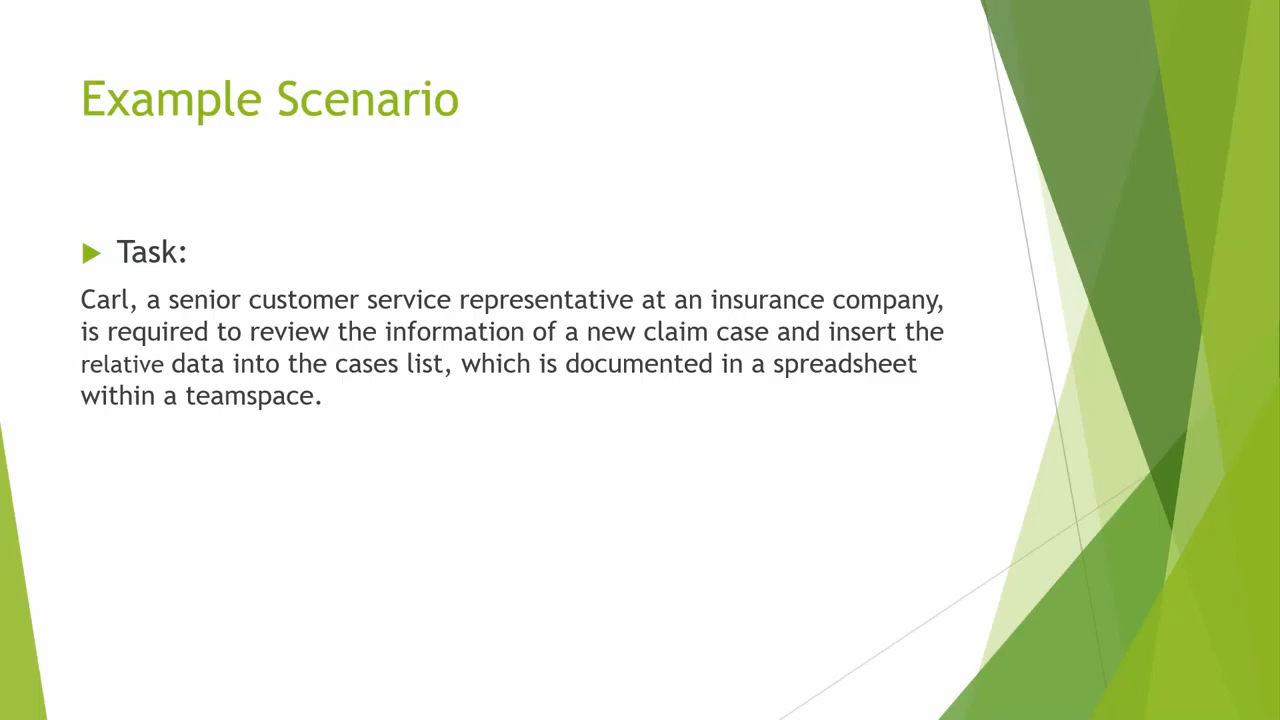 Example Scenario
Task:
Carl, a senior customer service representative at an insurance company,
is required to review the information of a new claim case and insert the
relative data into the cases list, which is documented in a spreadsheet
within a teamspace.